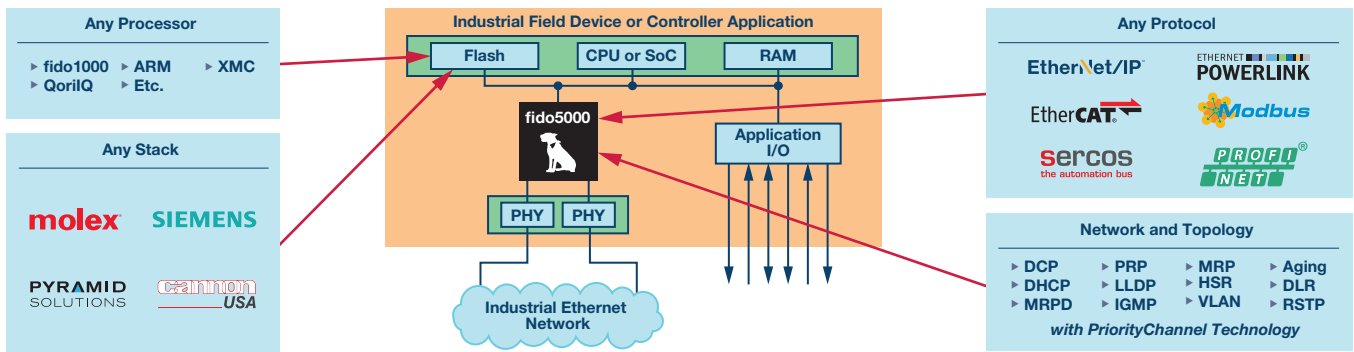 Any Processor
fido1000
ARM
XMC
QorilQ
Etc.
Any Stack
molex®
SIEMENS
PYRAMID
SOLUTIONS
cannon
USA
Industrial Field Device or Controller Application
Flash
CPU or SoC
RAM
fido5000
Application
I/O
PHY
PHY
Industrial Ethernet
Network
Any Protocol
EtherNet/IP™
ETHERNET
POWERLINK
EtherCAT®
Modbus
sercos
the automation bus
PROFI®
NET
Network and Topology
DCP
PRP
MRP
Aging
DHCP
LLDP
HSR
DLR
MRPD
IGMP
VLAN
RSTP
with PriorityChannel Technology